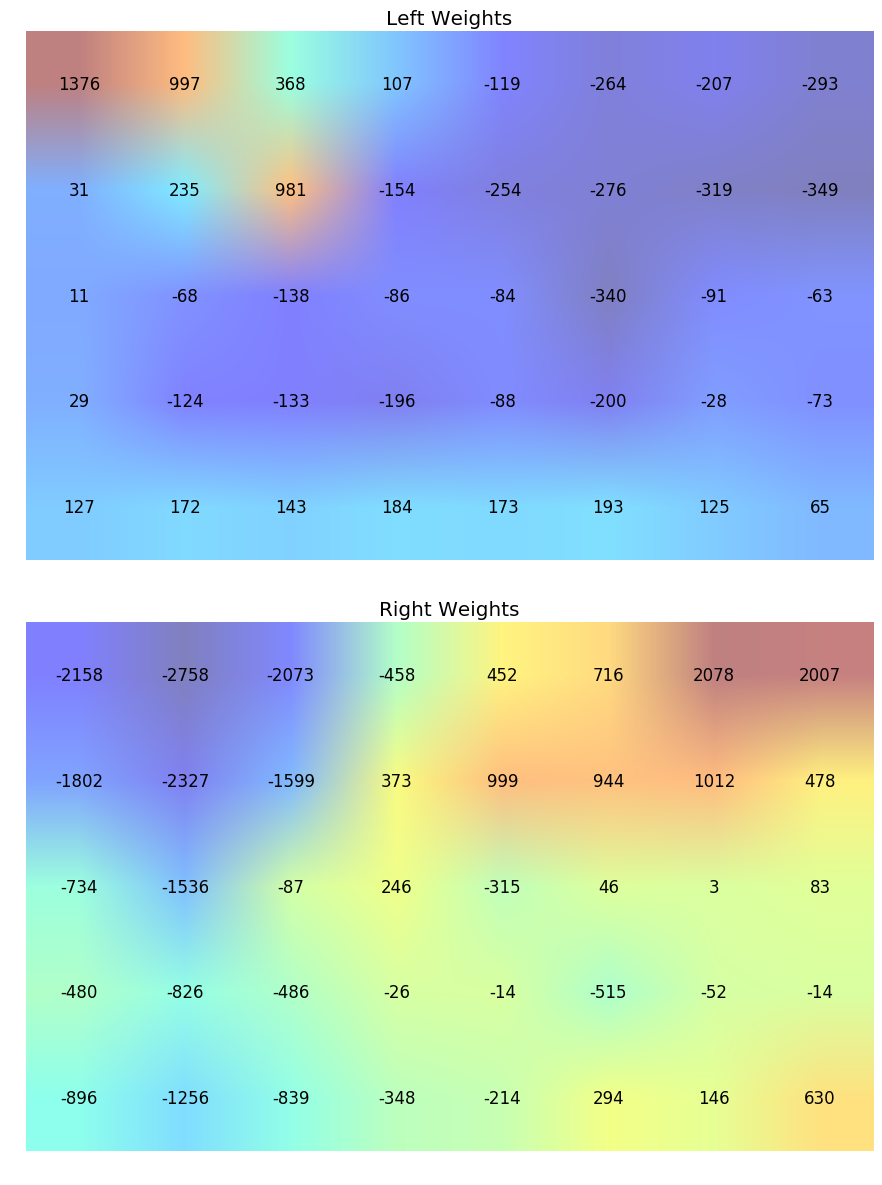 Left Weights
1376 997 368 107 -119 -264 -207 -293
31 235 981 -154 -254 -276 -319 -349
11 -68 -138 -86 -84 -340 -91 -63
29 -124 -133 -196 -88 -200 -28 -73
127 172 143 184 173 193 125 65
Right Weights
-2158 -2758 -2073 -458 452 716 2078 2007
-1802 -2327 -1599 373 999 944 1012 478
-734 -1536 -87 246 -315 46 3 83
-480 -826 -486 -26 -14 -515 -52 -14
-896 -1256 -839 -348 -214 294 146 630